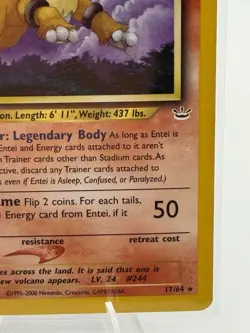 on. Length: 6' 11", Weight: 437 lbs.
r: Legendary Body As long as Entei is
Entei and Energy cards attached to it aren't
Trainer cards other than Stadium cards. As
ctive, discard any Trainer cards attached to
s even if Entei is Asleep, Confused, or Paralyzed.)
ame Flip 2 coins. For each tails,
Energy card from Entei, if it
50
resistance
retreat cost
es across the land. It is said that one is
ew volcano appears. LV. 24 #244
©1995-2000 Nintendo, Creatures, GAMEFREAK.
17/64 ★